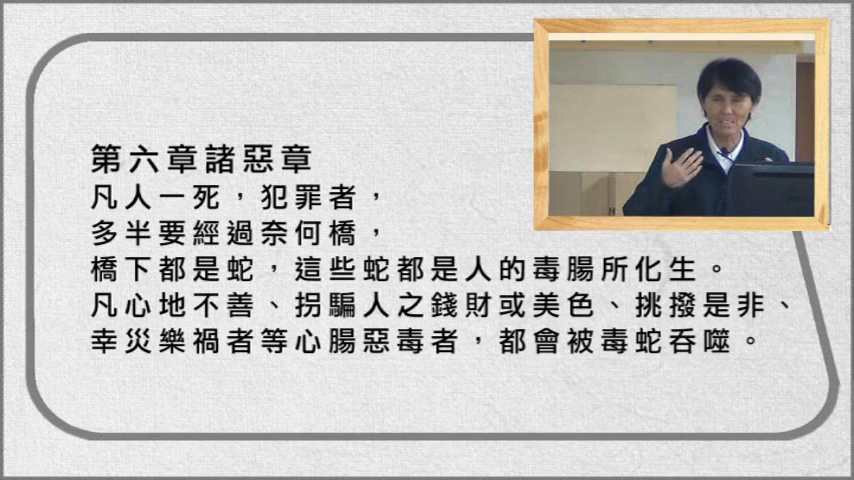 第六章諸惡章
凡人一死，犯罪者，
多半要經過奈何橋，
橋下都是蛇，這些蛇都是人的毒腸所化生。
凡心地不善、拐騙人之錢財或美色、挑撥是非、
幸災樂禍者等心腸惡毒者，都會被毒蛇吞噬。